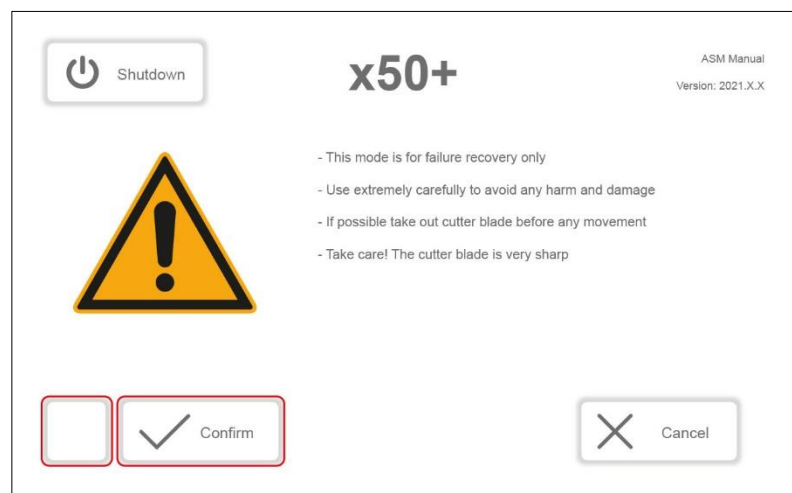 Shutdown
x50+
ASM Manual
Version: 2021.X.X
- This mode is for failure recovery only
- Use extremely carefully to avoid any harm and damage
- If possible take out cutter blade before any movement
- Take care! The cutter blade is very sharp
Confirm
Cancel